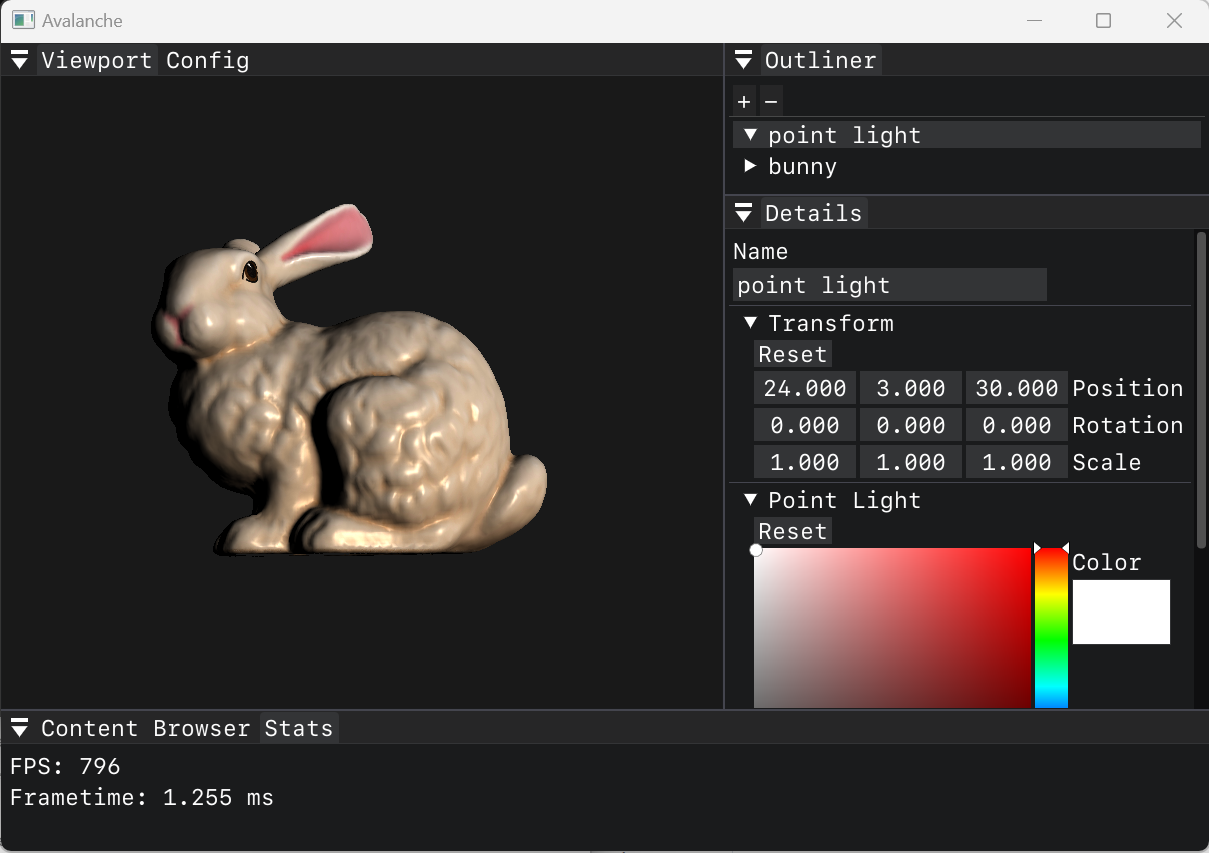 Avalanche
Viewport Config
Outliner
+ −
point light
bunny
Details
Name
point light
Transform
Reset
24.000 3.000 30.000 Position
0.000 0.000 0.000 Rotation
1.000 1.000 1.000 Scale
Point Light
Reset
Color
Content Browser Stats
FPS: 796
Frametime: 1.255 ms